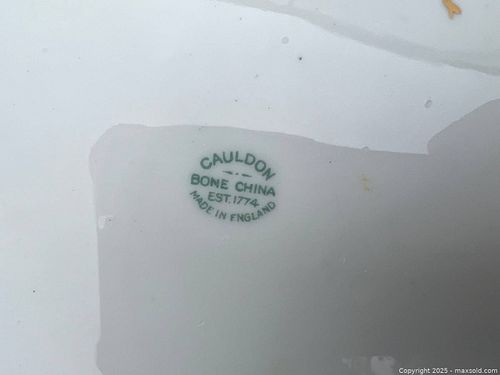 CAULDON
BONE CHINA
EST. 1774
MADE IN ENGLAND
Copyright © 2025 - maxsold.com